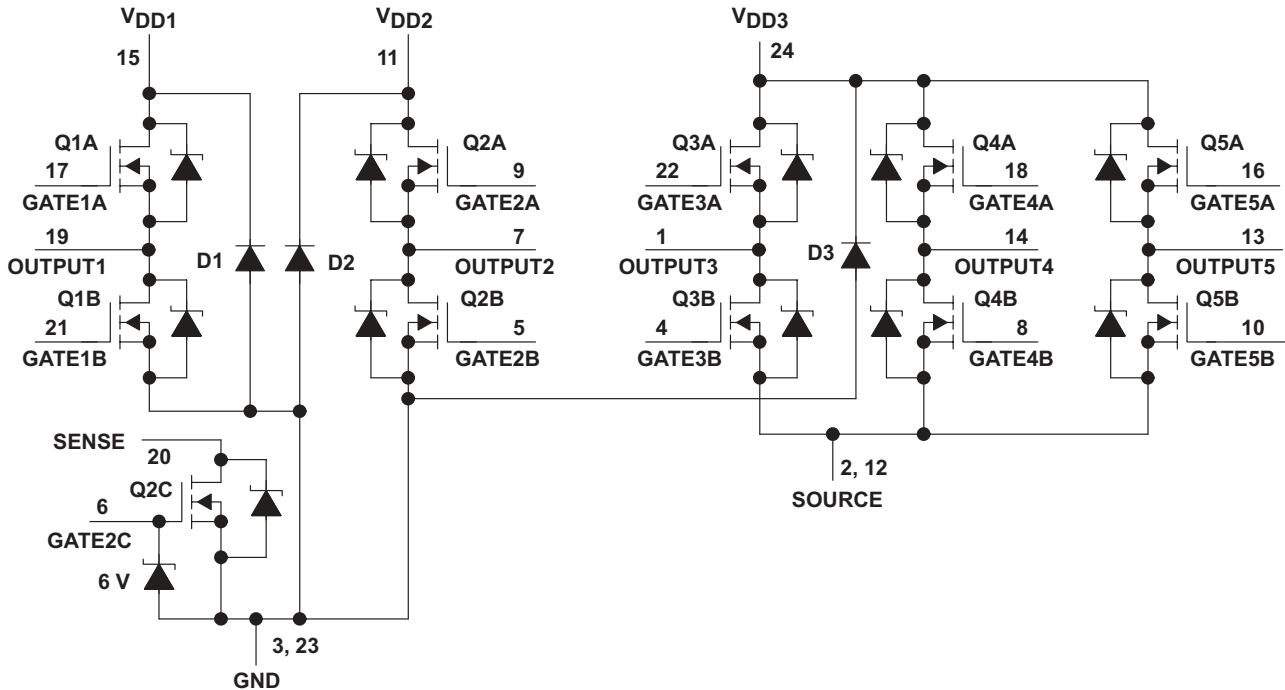 VDD1 VDD2 VDD3
15 11 24
Q1A Q2A Q3A Q4A Q5A
17 9 22 18 16
GATE1A GATE2A GATE3A GATE4A GATE5A
19 7 1 14 13
OUTPUT1 D1 D2 OUTPUT2 OUTPUT3 D3 OUTPUT4 OUTPUT5
Q1B Q2B Q3B Q4B Q5B
21 5 4 8 10
GATE1B GATE2B GATE3B GATE4B GATE5B
SENSE
20
2, 12
Q2C
SOURCE
6
GATE2C
6 V
3, 23
GND